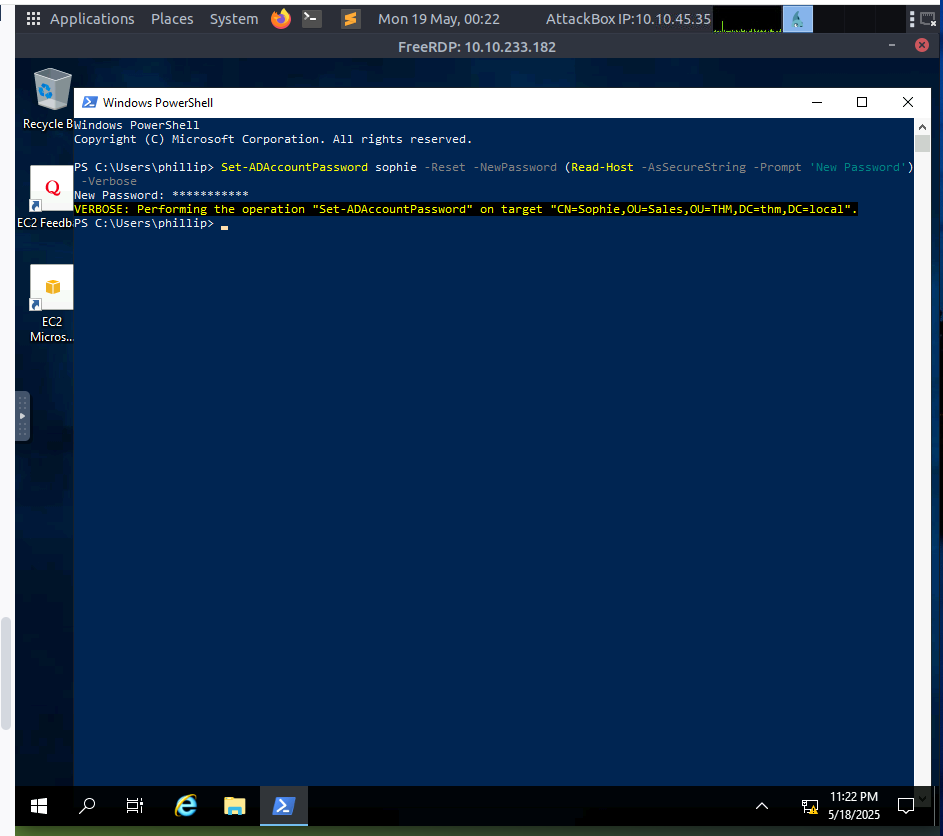 Applications Places System Mon 19 May, 00:22 AttackBox IP:10.10.45.35
FreeRDP: 10.10.233.182
Recycle B
Windows PowerShell
Windows PowerShell
Copyright (C) Microsoft Corporation. All rights reserved.
PS C:\Users\phillip> Set-ADAccountPassword sophie -Reset -NewPassword (Read-Host -AsSecureString -Prompt 'New Password')
-Verbose
New Password: ***********
VERBOSE: Performing the operation "Set-ADAccountPassword" on target "CN=Sophie,OU=Sales,OU=THM,DC=thm,DC=local".
PS C:\Users\phillip>
Q
EC2 Feedb
EC2
Micros...
11:22 PM
5/18/2025